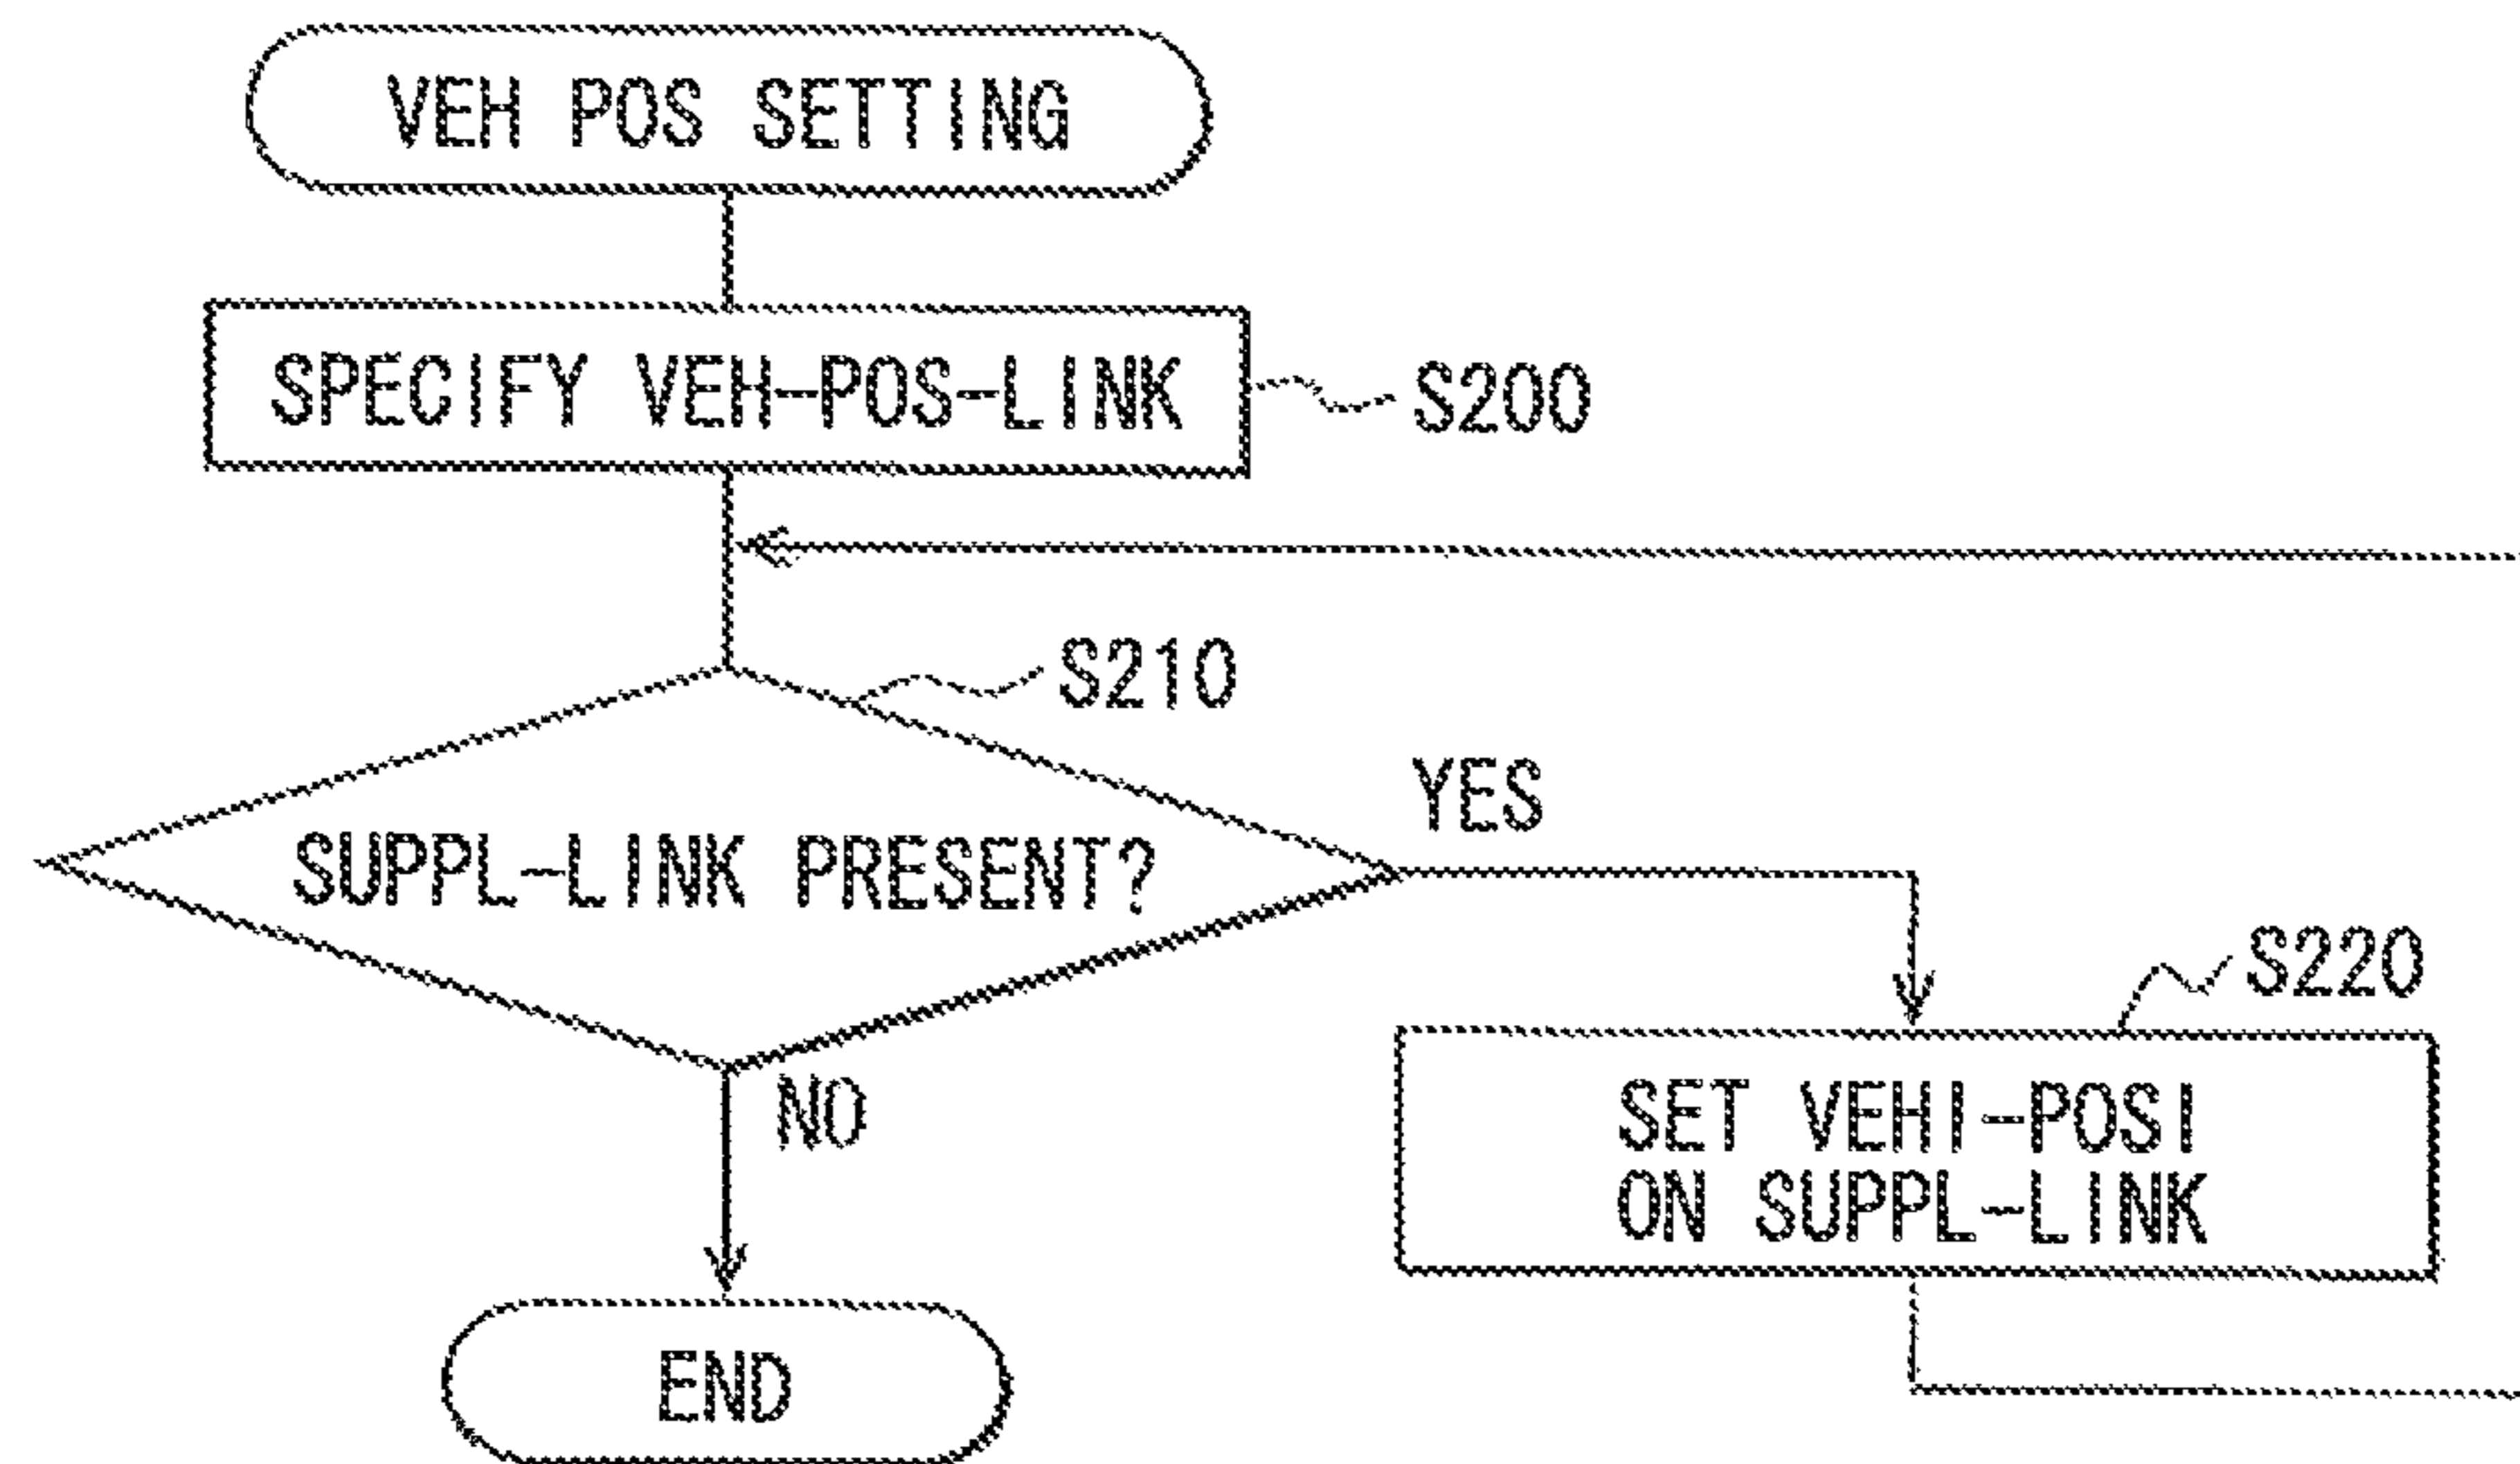 VEH POS SETTING
SPECIFY VEH-POS-LINK
S200
S210
YES
SUPPL-LINK PRESENT?
S220
NO
SET VEHI-POSI
ON SUPPL-LINK
END